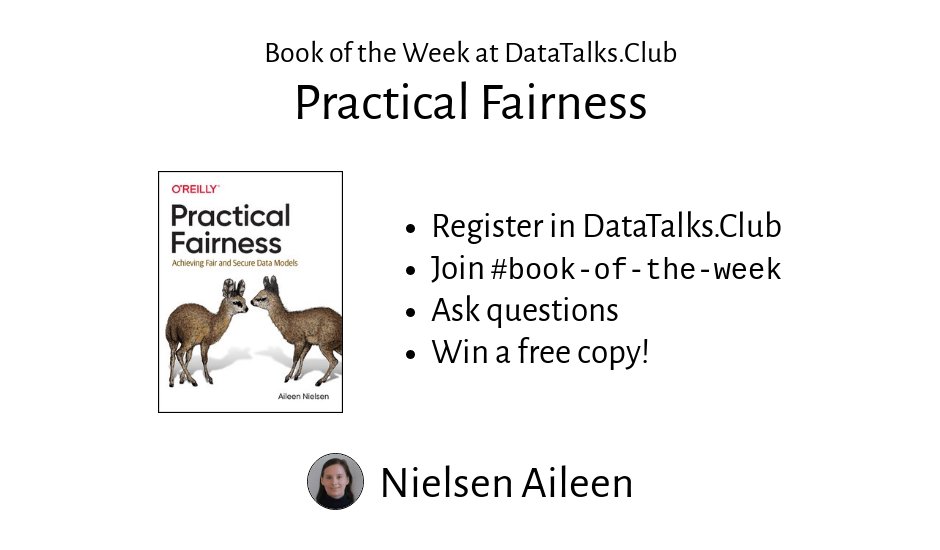 Book of the Week at DataTalks.Club
Practical Fairness
O'REILLY
Practical
Fairness
Achieving Fair and Secure Data Models
Aileen Nielsen
• Register in DataTalks.Club
• Join #book-of-the-week
• Ask questions
• Win a free copy!
Nielsen Aileen